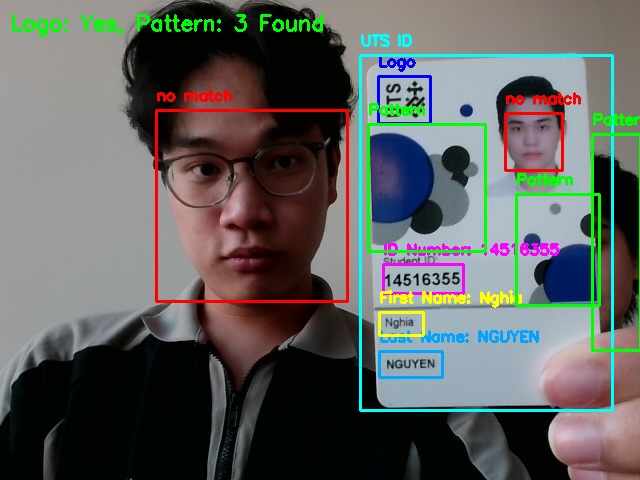 Logo: Yes, Pattern: 3 Found
UTS ID
Logo
UTS
no match
no match
Pattern
Pattern
Pattern
ID Number: 14516355
Student ID:
14516355
First Name: Nghia
Nghia
Last Name: NGUYEN
NGUYEN